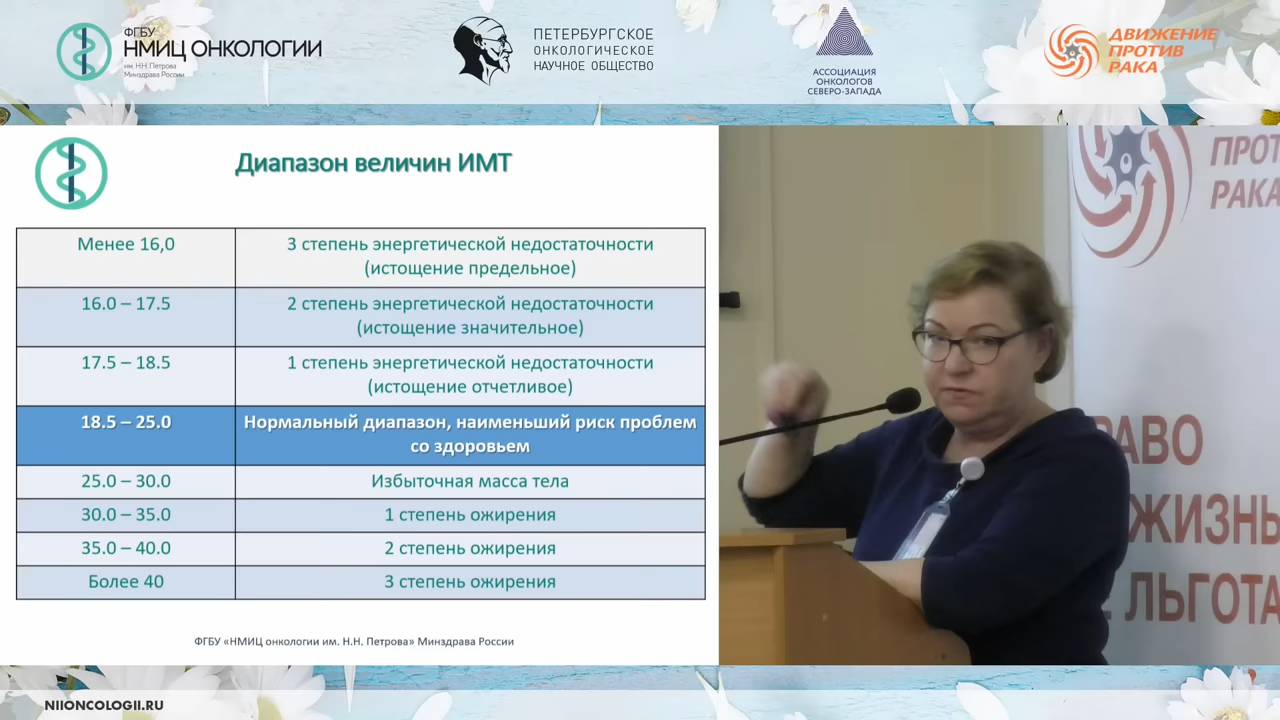 ФГБУ
НМИЦ ОНКОЛОГИИ
им. Н.Н. Петрова
Минздрава России
ПЕТЕРБУРГСКОЕ
ОНКОЛОГИЧЕСКОЕ
НАУЧНОЕ ОБЩЕСТВО
АССОЦИАЦИЯ
ОНКОЛОГОВ
СЕВЕРО-ЗАПАДА
ДВИЖЕНИЕ
ПРОТИВ
РАКА
Диапазон величин ИМТ
Менее 16,0
3 степень энергетической недостаточности
(истощение предельное)
16.0 – 17.5
2 степень энергетической недостаточности
(истощение значительное)
17.5 – 18.5
1 степень энергетической недостаточности
(истощение отчетливое)
18.5 – 25.0
Нормальный диапазон, наименьший риск проблем
со здоровьем
25.0 – 30.0
Избыточная масса тела
30.0 – 35.0
1 степень ожирения
35.0 – 40.0
2 степень ожирения
Более 40
3 степень ожирения
ФГБУ «НМИЦ онкологии им. Н.Н. Петрова» Минздрава России
ПРОТ
РАКА
РАВО
ЖИЗНЬ
ЛЬГОТА
NIIONCOLOGII.RU